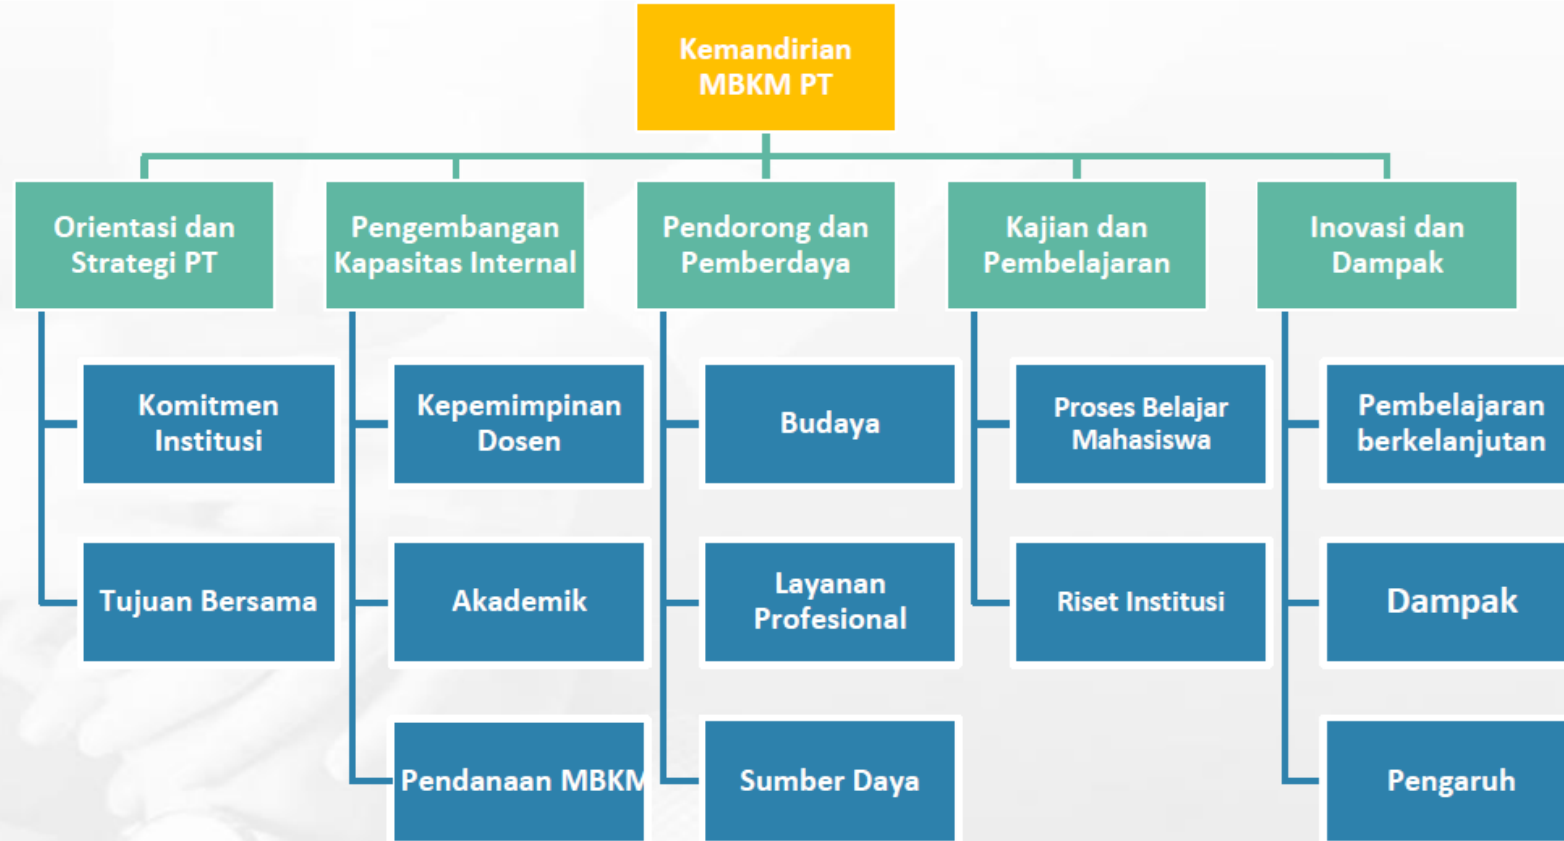 Kemandirian
MBKM PT
Orientasi dan
Strategi PT
Pengembangan
Kapasitas Internal
Pendorong dan
Pemberdaya
Kajian dan
Pembelajaran
Inovasi dan
Dampak
Komitmen
Institusi
Tujuan Bersama
Kepemimpinan
Dosen
Akademik
Pendanaan MBKM
Budaya
Layanan
Profesional
Sumber Daya
Proses Belajar
Mahasiswa
Riset Institusi
Pembelajaran
berkelanjutan
Dampak
Pengaruh